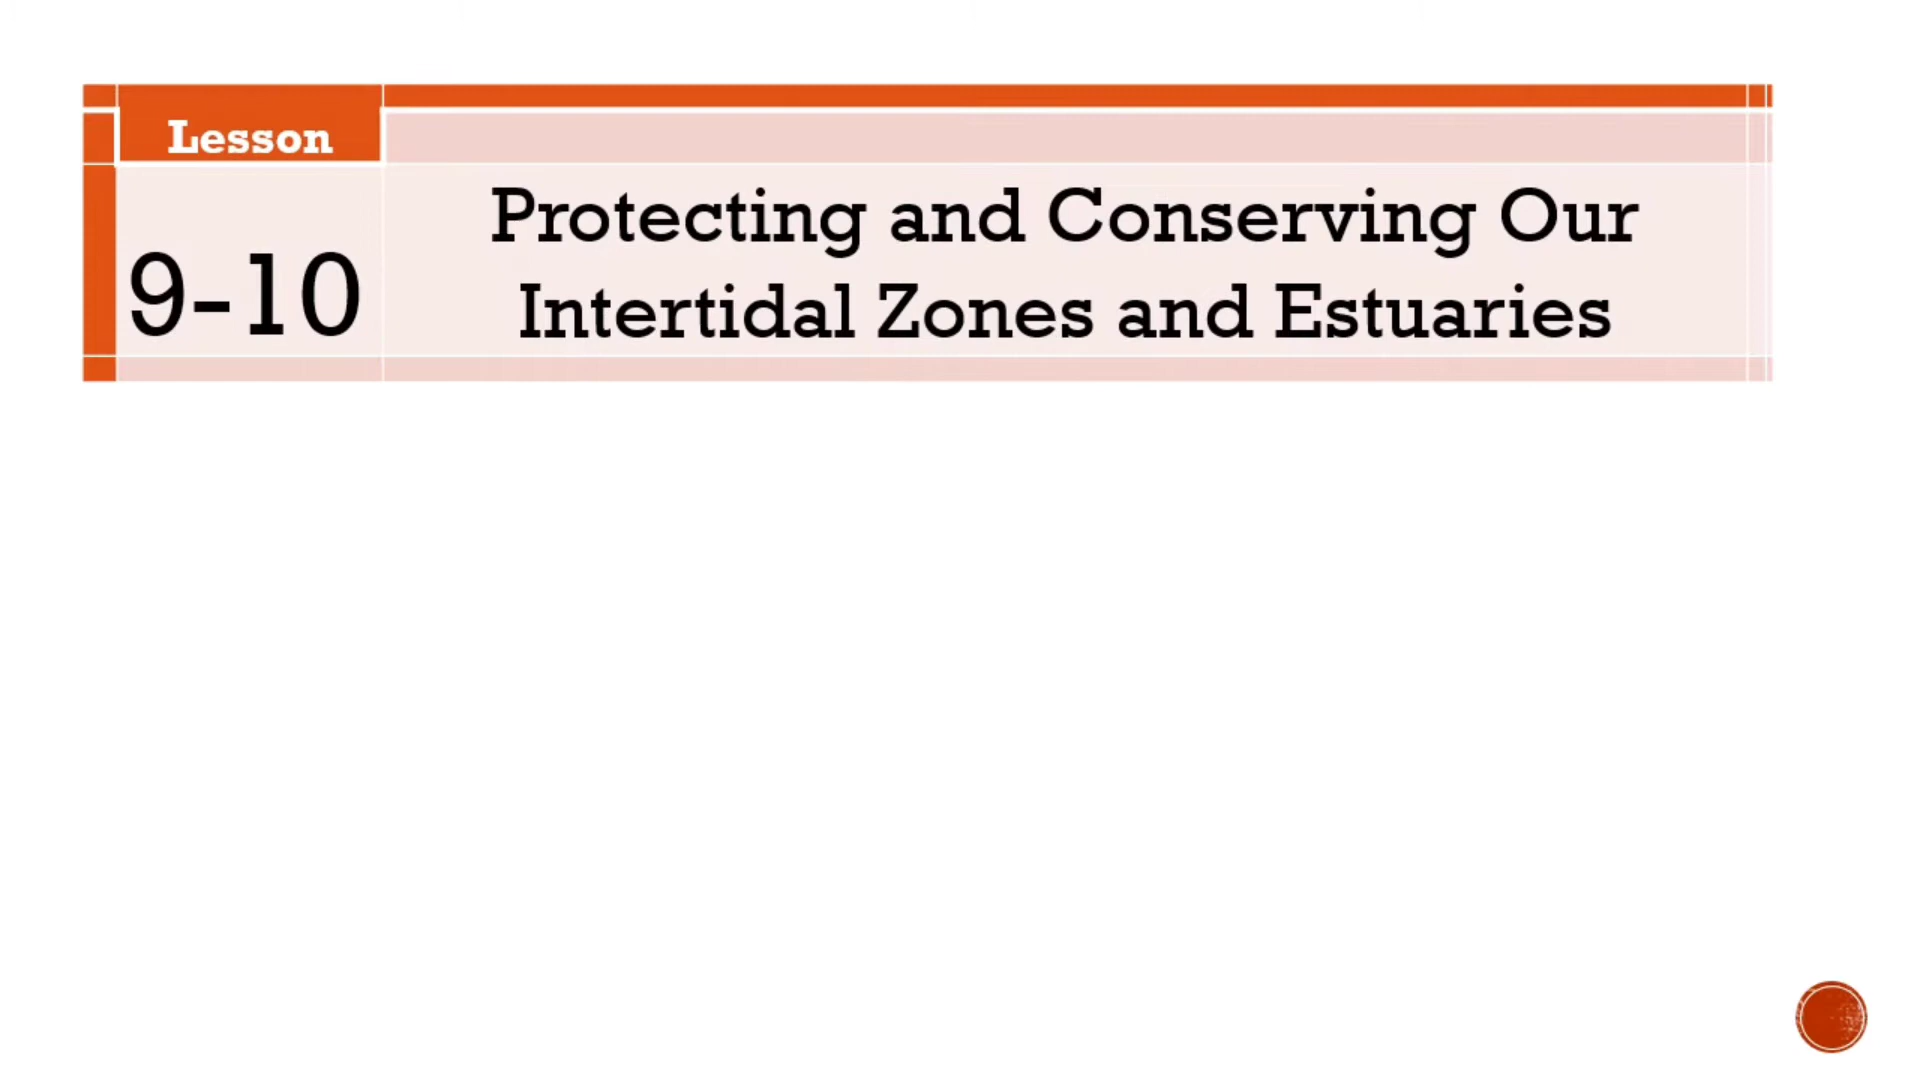 Lesson
9-10
Protecting and Conserving Our
Intertidal Zones and Estuaries